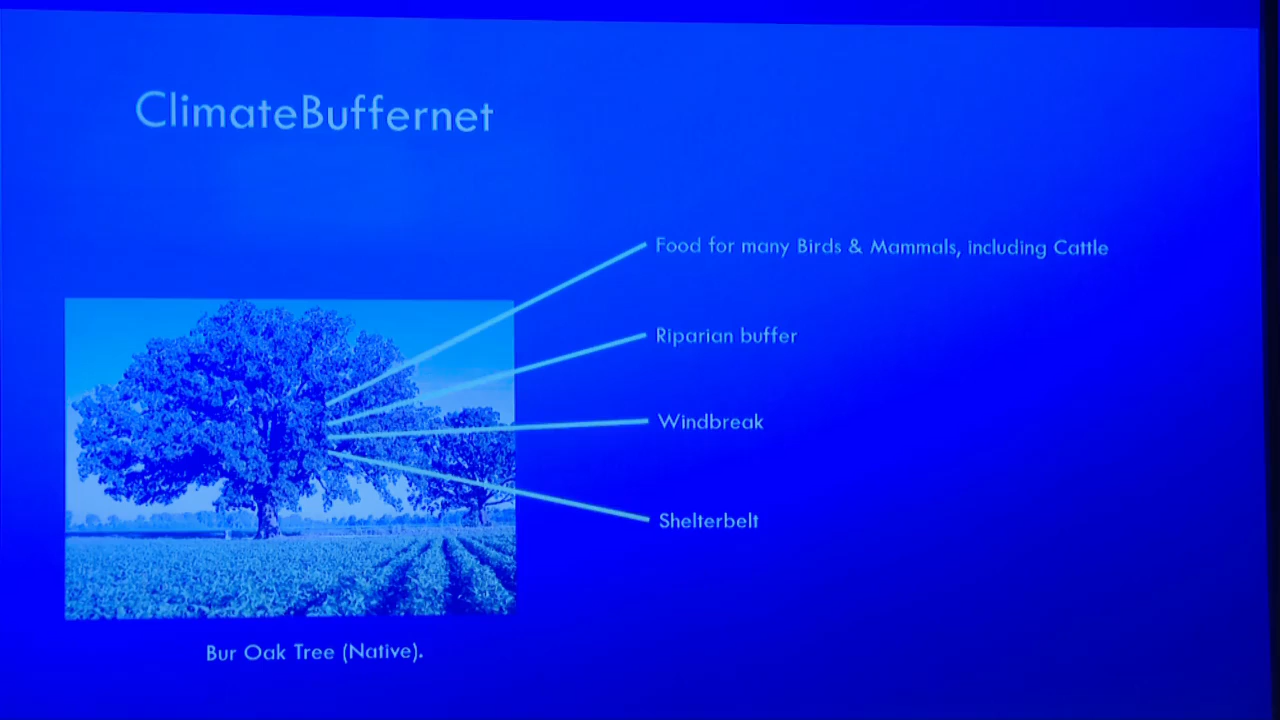 ClimateBuffernet
Food for many Birds & Mammals, including Cattle
Riparian buffer
Windbreak
Shelterbelt
Bur Oak Tree (Native).